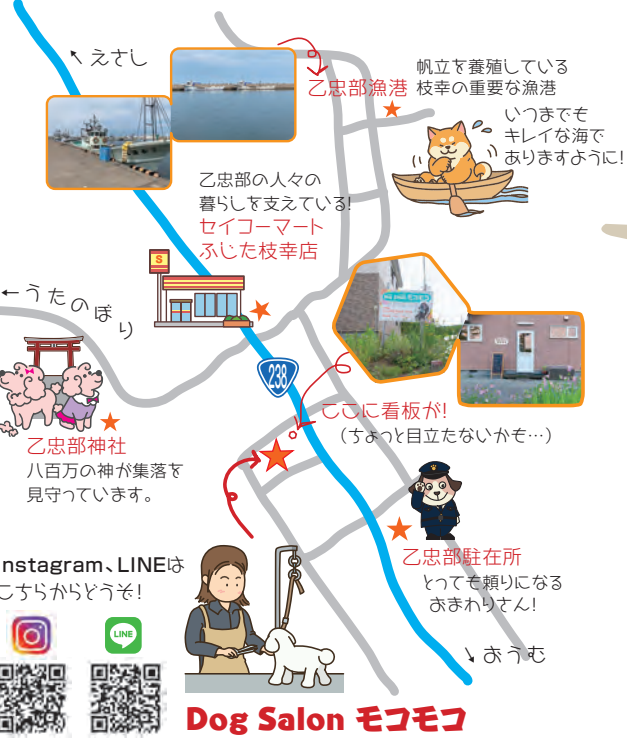 ↖ えさし
乙忠部漁港
帆立を養殖している
枝幸の重要な漁港
いつまでも
キレイな海で
ありますように!
乙忠部の人々の
暮らしを支えている!
セイコーマート
ふじた枝幸店
S
←うたのぼり
238
ここに看板が!
(ちょっと目立たないかも…)
乙忠部神社
八百万の神が集落を
見守っています。
乙忠部駐在所
とっても頼りになる
おまわりさん!
nstagram、LINEは
こちらからどうぞ!
LINE
↘ おうむ
Dog Salon モコモコ